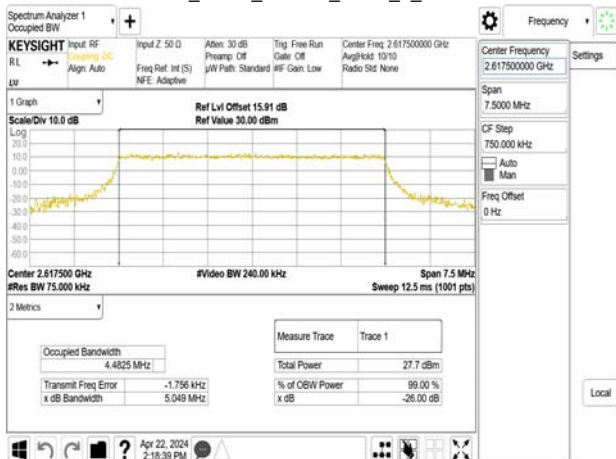 Spectrum Analyzer 1
Occupied BW
Frequency
KEYSIGHT
RL
Input: RF
Coupling: DC
Align: Auto
Input Z: 50 Ω
Freq Ref: Int (S)
NFE: Adaptive
Atten: 30 dB
Preamp: Off
µW Path: Standard
Trig: Free Run
Gate: Off
#IF Gain: Low
Center Freq: 2.617500000 GHz
Avg|Hold: 10/10
Radio Std: None
Center Frequency
2.617500000 GHz
Settings
Span
7.5000 MHz
CF Step
750.000 kHz
Auto
Man
Freq Offset
0 Hz
Local
1 Graph
Scale/Div 10.0 dB
Ref Lvl Offset 15.91 dB
Ref Value 30.00 dBm
Log
20.0
10.0
0.00
-10.0
-20.0
-30.0
-40.0
-50.0
-60.0
Center 2.617500 GHz
#Video BW 240.00 kHz
Span 7.5 MHz
#Res BW 75.000 kHz
Sweep 12.5 ms (1001 pts)
2 Metrics
Measure Trace
Trace 1
Occupied Bandwidth
4.4825 MHz
Total Power
27.7 dBm
Transmit Freq Error
-1.756 kHz
% of OBW Power
99.00 %
x dB Bandwidth
5.049 MHz
x dB
-26.00 dB
Apr 22, 2024
2:18:39 PM